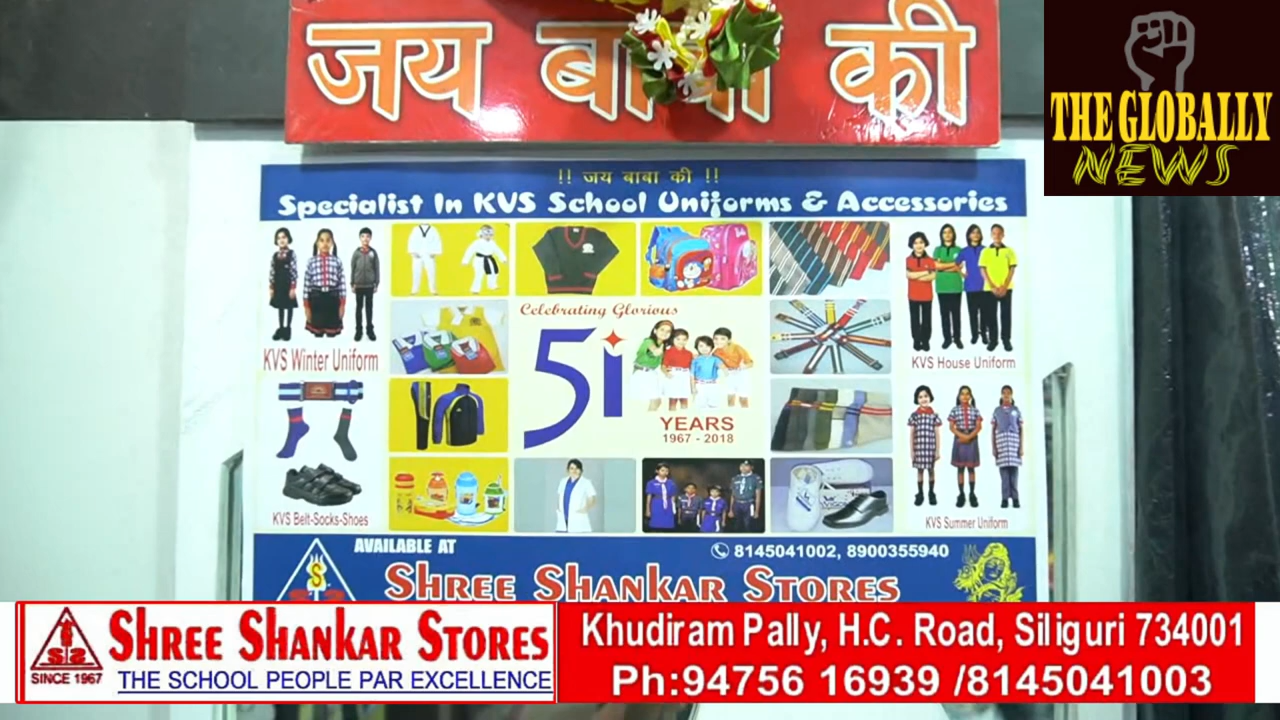 जय बाबा की
THE GLOBALLY
NEWS
!! जय बाबा की !!
Specialist In KVS School Uniforms & Accessories
KVS Winter Uniform
KVS House Uniform
Celebrating Glorious
51
YEARS
1967 - 2018
KVS Belt-Socks-Shoes
KVS Summer Uniform
AVAILABLE AT
8145041002, 8900355940
SHREE SHANKAR STORES
SHREE SHANKAR STORES
SINCE 1967
THE SCHOOL PEOPLE PAR EXCELLENCE
Khudiram Pally, H.C. Road, Siliguri 734001
Ph:94756 16939 /8145041003